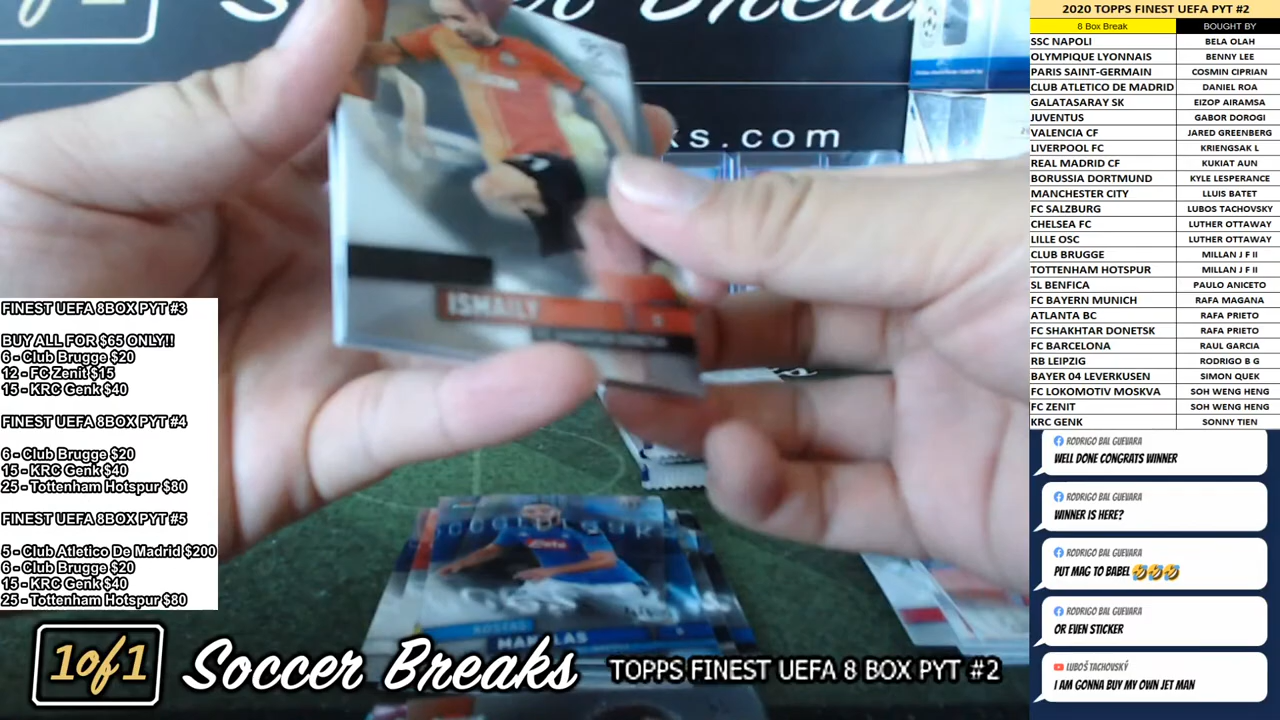 Soccer Breaks
ks.com
ISMAILY
KOSTAS
2020 TOPPS FINEST UEFA PYT #2
8 Box Break BOUGHT BY
SSC NAPOLI BELA OLAH
OLYMPIQUE LYONNAIS BENNY LEE
PARIS SAINT-GERMAIN COSMIN CIPRIAN
CLUB ATLETICO DE MADRID DANIEL ROA
GALATASARAY SK EIZOP AIRAMSA
JUVENTUS GABOR DOROGI
VALENCIA CF JARED GREENBERG
LIVERPOOL FC KRIENGSAK L
REAL MADRID CF KUKIAT AUN
BORUSSIA DORTMUND KYLE LESPERANCE
MANCHESTER CITY LLUIS BATET
FC SALZBURG LUBOS TACHOVSKY
CHELSEA FC LUTHER OTTAWAY
LILLE OSC LUTHER OTTAWAY
CLUB BRUGGE MILLAN J F II
TOTTENHAM HOTSPUR MILLAN J F II
SL BENFICA PAULO ANICETO
FC BAYERN MUNICH RAFA MAGANA
ATLANTA BC RAFA PRIETO
FC SHAKHTAR DONETSK RAFA PRIETO
FC BARCELONA RAUL GARCIA
RB LEIPZIG RODRIGO B G
BAYER 04 LEVERKUSEN SIMON QUEK
FC LOKOMOTIV MOSKVA SOH WENG HENG
FC ZENIT SOH WENG HENG
KRC GENK SONNY TIEN
FINEST UEFA 8BOX PYT #3
BUY ALL FOR $65 ONLY!!
6 - Club Brugge $20
12 - FC Zenit $15
15 - KRC Genk $40
FINEST UEFA 8BOX PYT #4
6 - Club Brugge $20
15 - KRC Genk $40
25 - Tottenham Hotspur $80
FINEST UEFA 8BOX PYT #5
5 - Club Atletico De Madrid $200
6 - Club Brugge $20
15 - KRC Genk $40
25 - Tottenham Hotspur $80
RODRIGO BAL GUEVARA
WELL DONE CONGRATS WINNER
RODRIGO BAL GUEVARA
WINNER IS HERE?
RODRIGO BAL GUEVARA
PUT MAG TO BABEL 🤣🤣🤣
RODRIGO BAL GUEVARA
OR EVEN STICKER
LUBOŠ TACHOVSKÝ
I AM GONNA BUY MY OWN JET MAN
1of1 Soccer Breaks TOPPS FINEST UEFA 8 BOX PYT #2